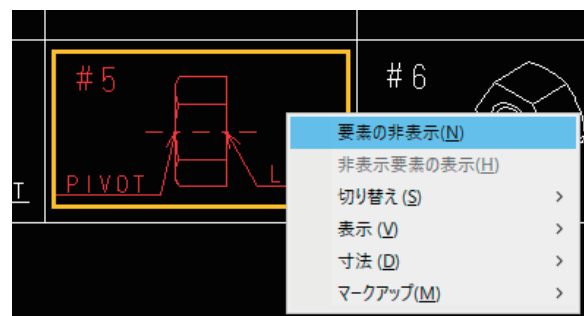 #5
#6
PIVOT
L
T
要素の非表示(N)
非表示要素の表示(H)
切り替え(S)
表示 (V)
寸法 (D)
マークアップ(M)